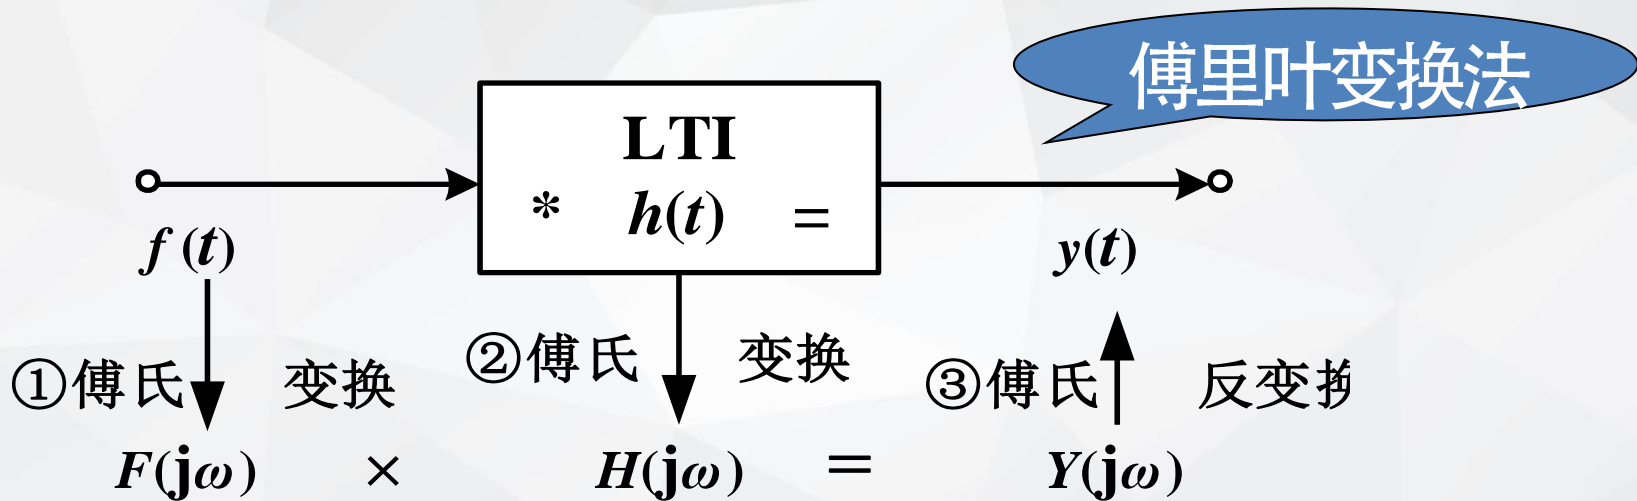 傅里叶变换法
LTI
* h(t) =
f(t) y(t)
①傅氏 变换 ②傅氏 变换 ③傅氏 反变换
F(jω) × H(jω) = Y(jω)